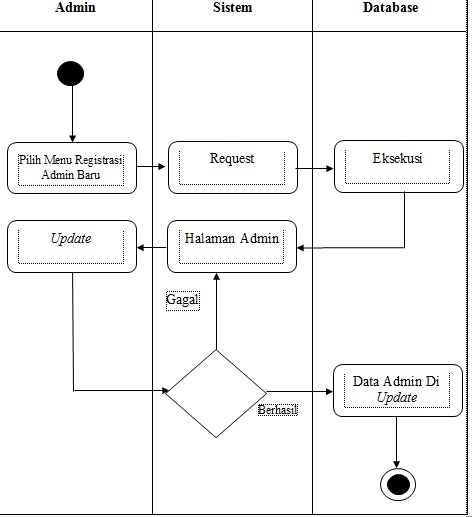 Admin
Sistem
Database
Pilih Menu Registrasi
Admin Baru
Request
Eksekusi
Update
Halaman Admin
Gagal
Berhasil
Data Admin Di
Update